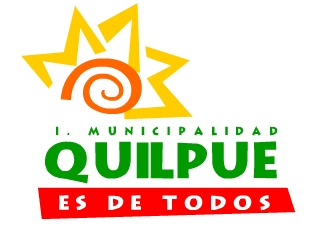 I. MUNICIPALIDAD
QUILPUE
ES DE TODOS